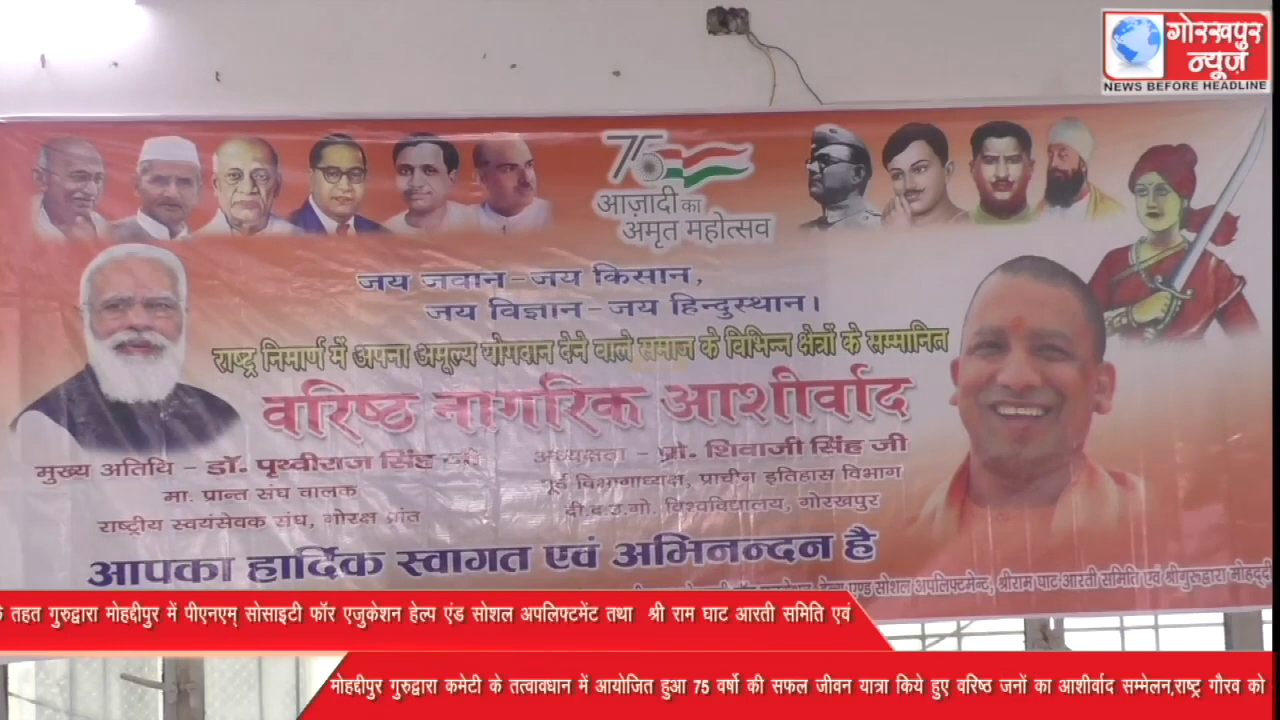 गोरखपुर
न्यूज़
NEWS BEFORE HEADLINE
75
आज़ादी का
अमृत महोत्सव
जय जवान-जय किसान,
जय विज्ञान-जय हिन्दुस्थान।
राष्ट्र निमार्ण में अपना अमूल्य योगदान देने वाले समाज के विभिन्न क्षेत्रों के सम्मानित
वरिष्ठ नागरिक आशीर्वाद
मुख्य अतिथि - डॉ. पृथ्वीराज सिंह जी
मा. प्रान्त संघ चालक
राष्ट्रीय स्वयंसेवक संघ, गोरक्ष प्रांत
अध्यक्षता - प्रो. शिवाजी सिंह जी
पूर्व विभागाध्यक्ष, प्राचीन इतिहास विभाग
दी.द.उ.गो. विश्वविद्यालय, गोरखपुर
आपका हार्दिक स्वागत एवं अभिनन्दन है
सोशल अपलिफ्टमेन्ट, श्रीराम घाट आरती समिति एवं श्रीगुरूद्वारा मोहद्दी
के तहत गुरुद्वारा मोहद्दीपुर में पीएनएम् सोसाइटी फॉर एजुकेशन हेल्प एंड सोशल अपलिफ्टमेंट तथा श्री राम घाट आरती समिति एवं
मोहद्दीपुर गुरुद्वारा कमेटी के तत्वावधान में आयोजित हुआ 75 वर्षो की सफल जीवन यात्रा किये हुए वरिष्ठ जनों का आशीर्वाद सम्मेलन,राष्ट्र गौरव को